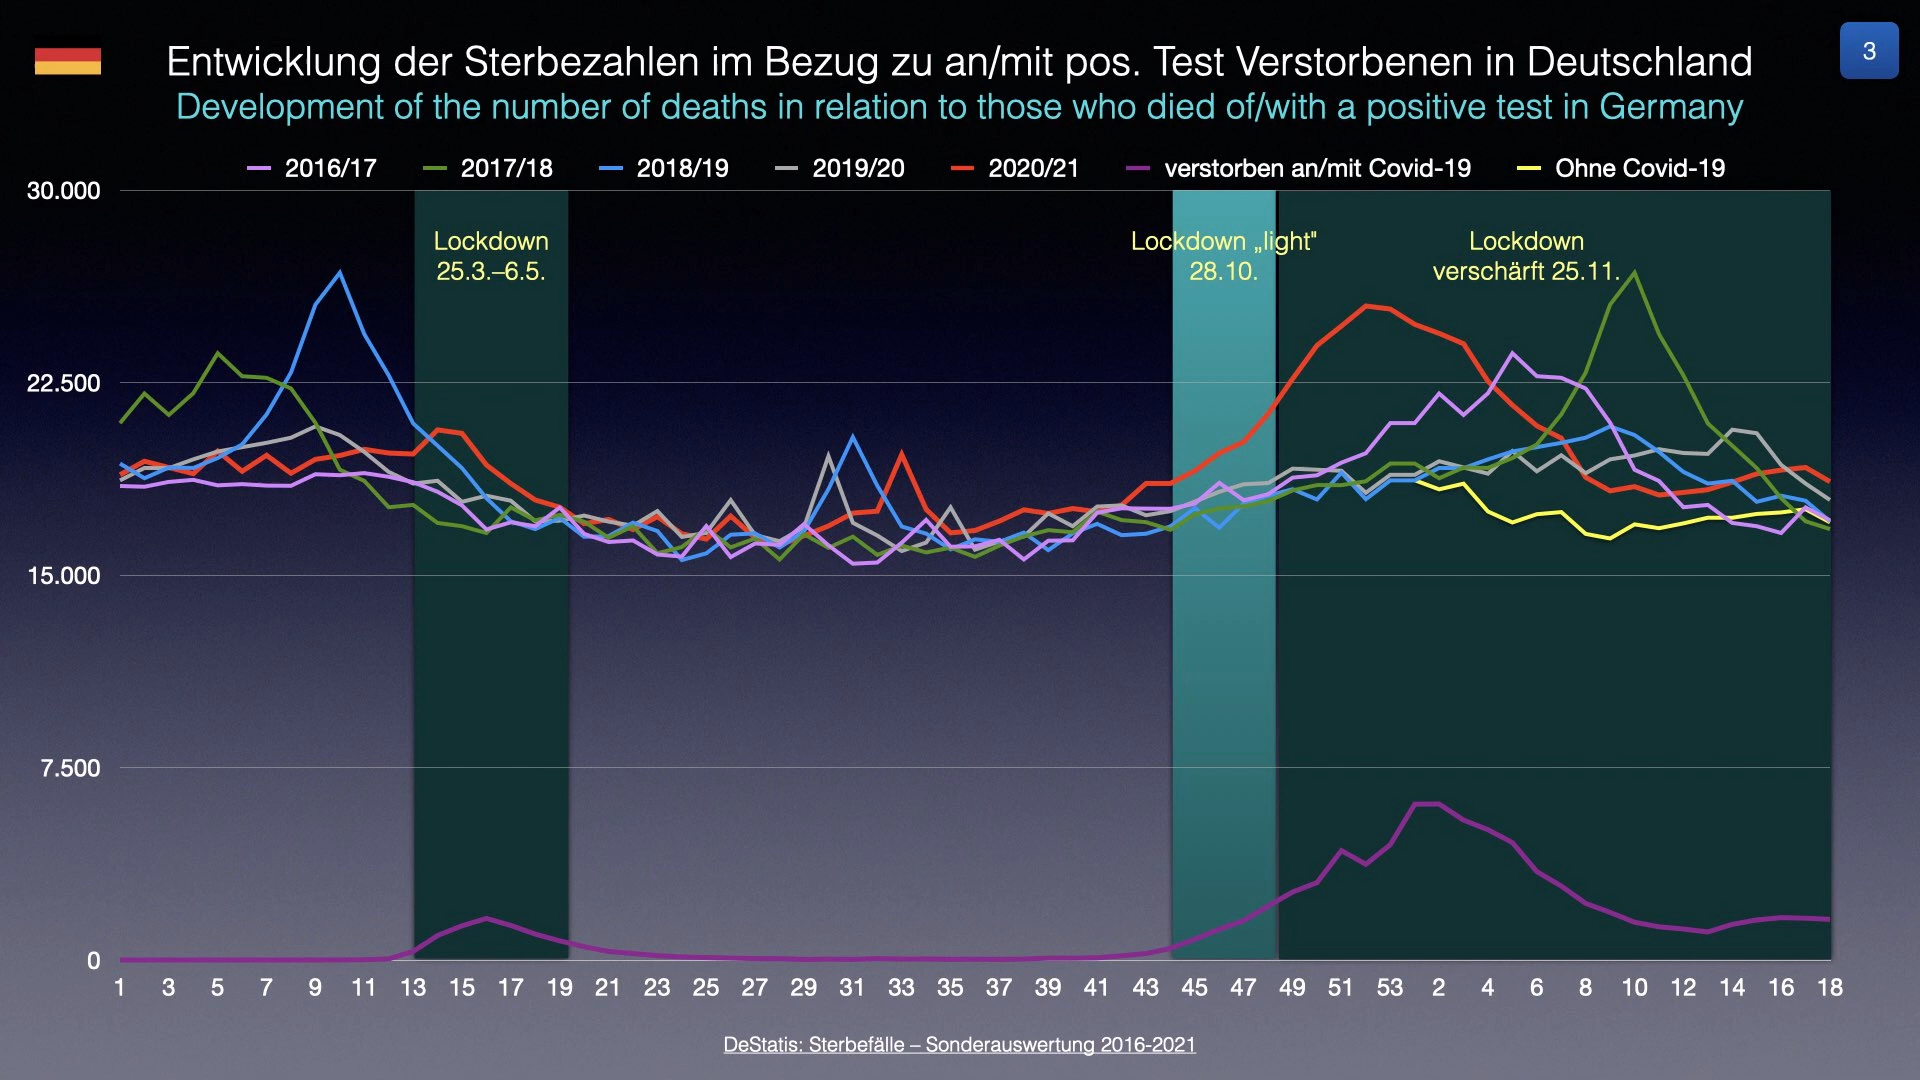 3
Entwicklung der Sterbezahlen im Bezug zu an/mit pos. Test Verstorbenen in Deutschland
Development of the number of deaths in relation to those who died of/with a positive test in Germany
2016/17 2017/18 2018/19 2019/20 2020/21 verstorben an/mit Covid-19 Ohne Covid-19
30.000
22.500
15.000
7.500
0
Lockdown
25.3.–6.5.
Lockdown „light"
28.10.
Lockdown
verschärft 25.11.
1 3 5 7 9 11 13 15 17 19 21 23 25 27 29 31 33 35 37 39 41 43 45 47 49 51 53 2 4 6 8 10 12 14 16 18
DeStatis: Sterbefälle – Sonderauswertung 2016-2021